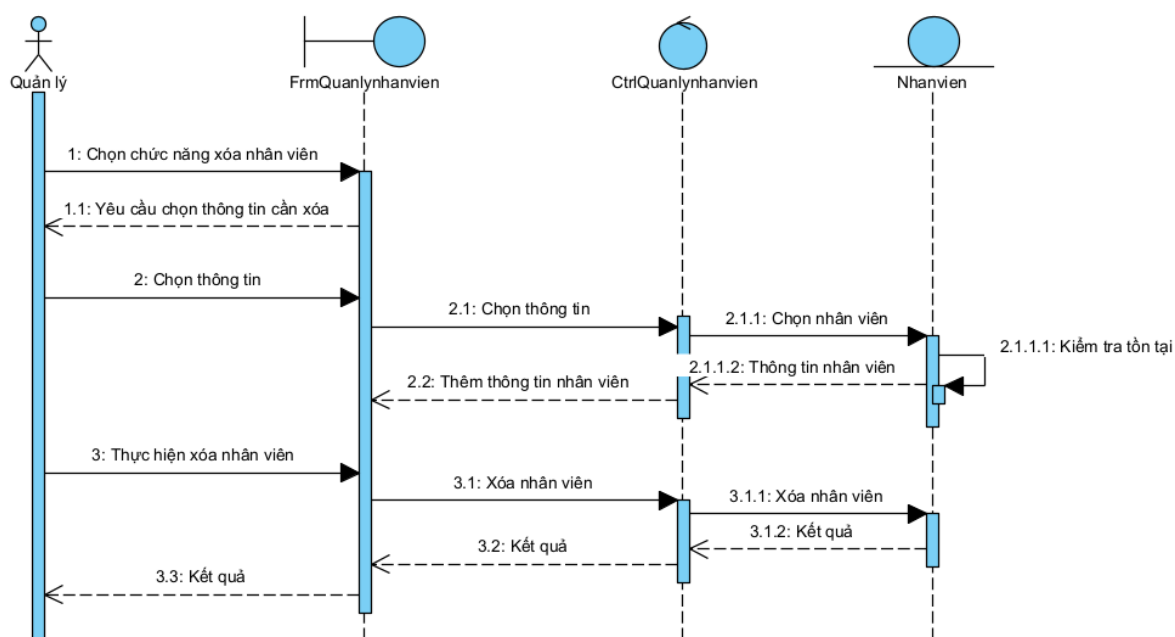 Quản lý
FrmQuanlynhanvien
CtrlQuanlynhanvien
Nhanvien
1: Chọn chức năng xóa nhân viên
1.1: Yêu cầu chọn thông tin cần xóa
2: Chọn thông tin
2.1: Chọn thông tin
2.1.1: Chọn nhân viên
2.1.1.1: Kiểm tra tồn tại
2.1.1.2: Thông tin nhân viên
2.2: Thêm thông tin nhân viên
3: Thực hiện xóa nhân viên
3.1: Xóa nhân viên
3.1.1: Xóa nhân viên
3.1.2: Kết quả
3.2: Kết quả
3.3: Kết quả